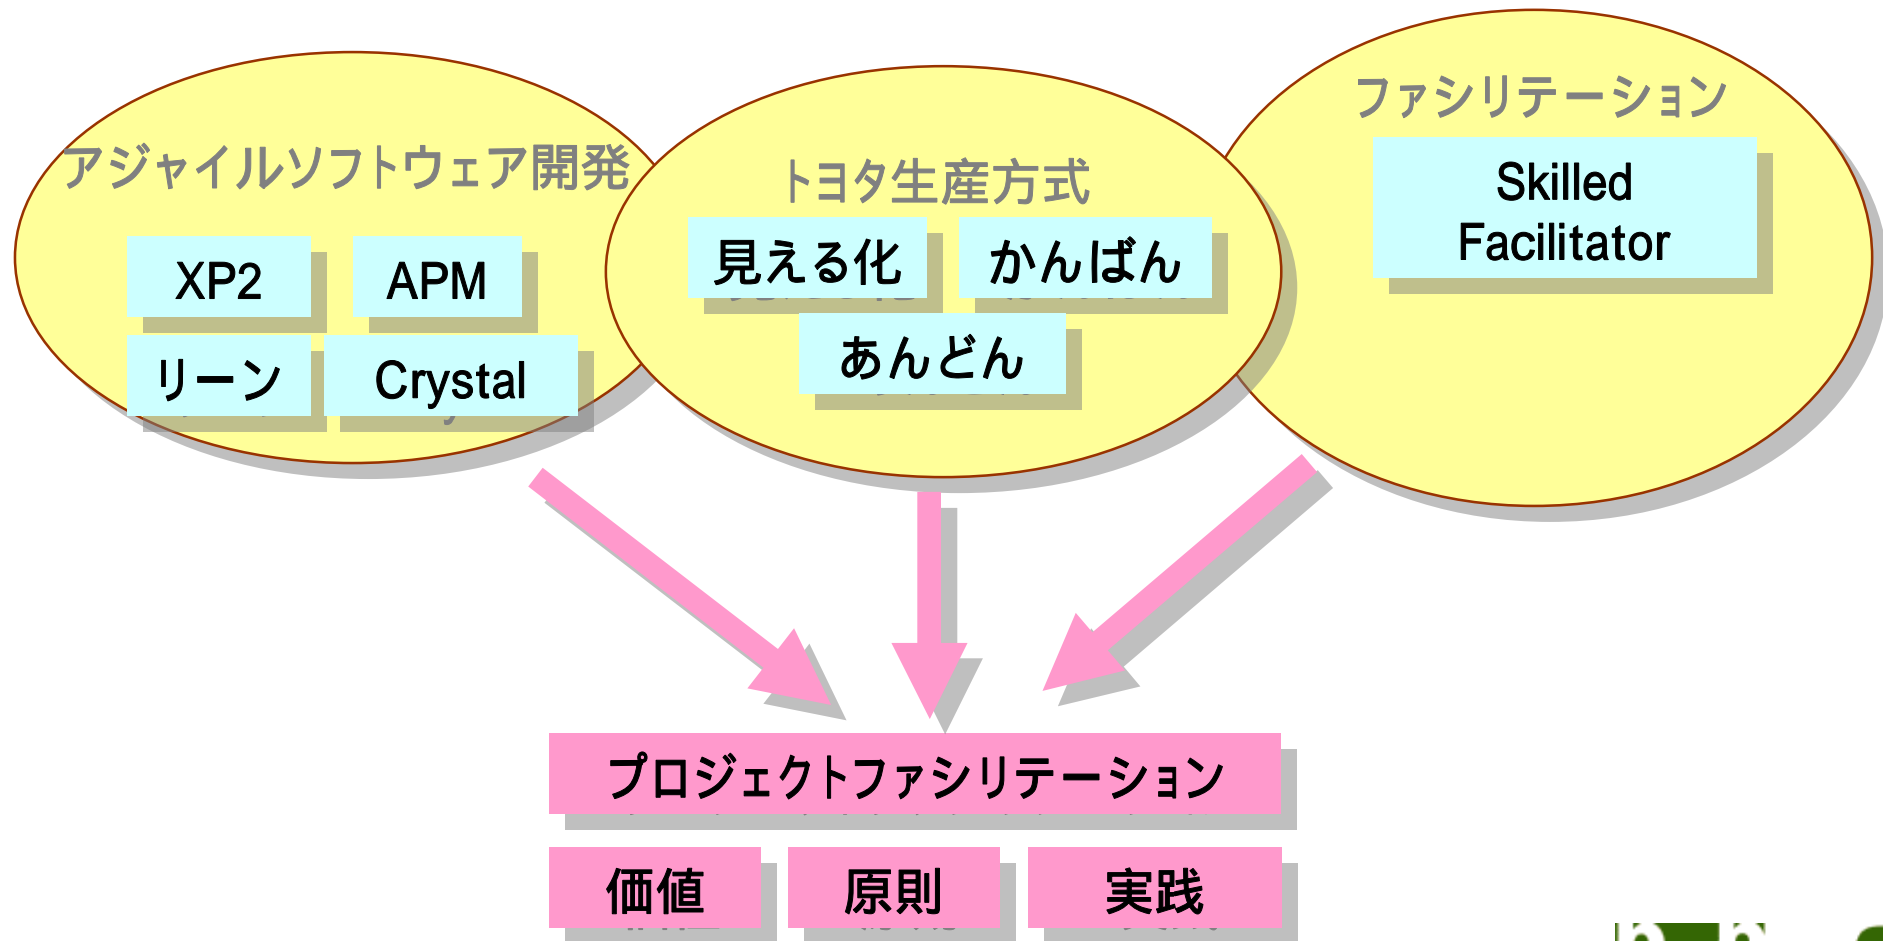 アジャイルソフトウェア開発
XP2
APM
リーン
Crystal
トヨタ生産方式
見える化
かんばん
あんどん
ファシリテーション
Skilled
Facilitator
プロジェクトファシリテーション
価値
原則
実践